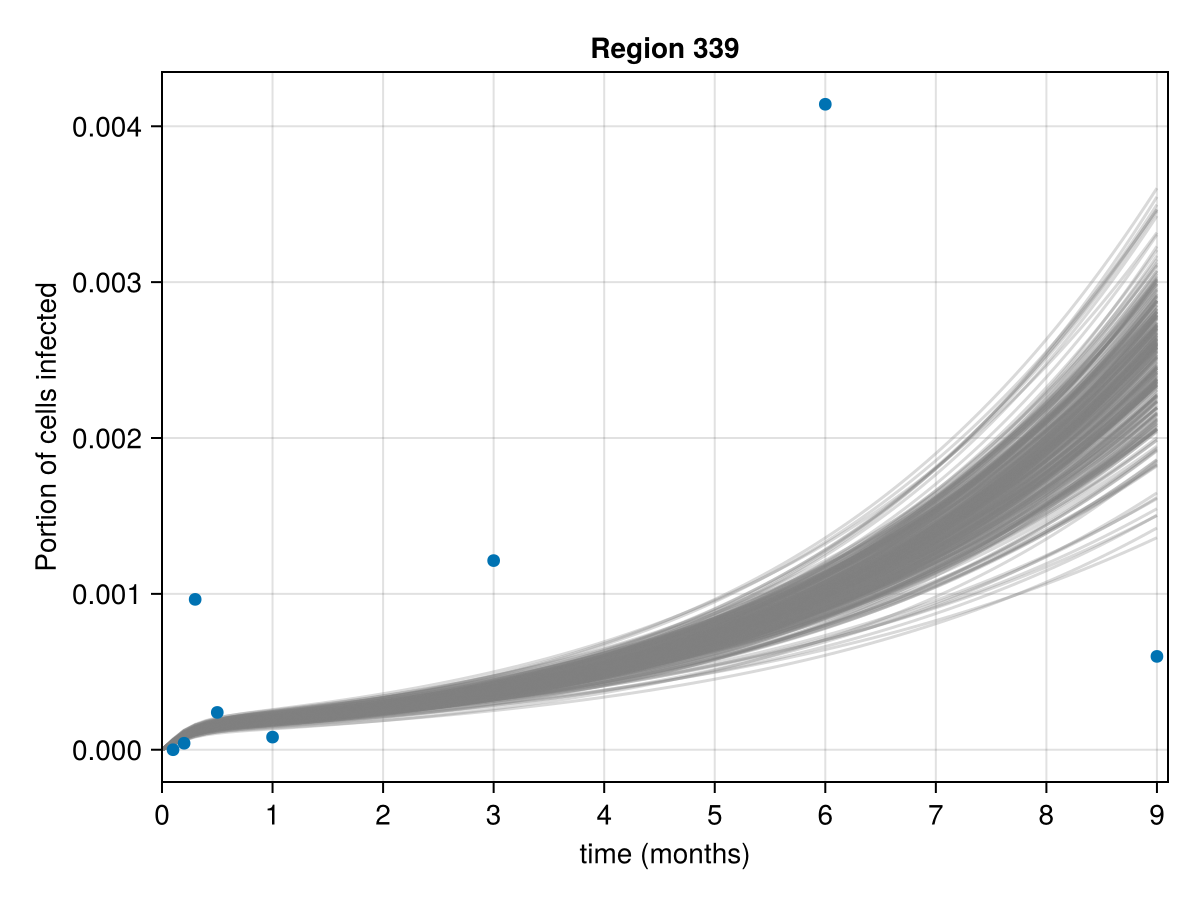 Region 339
Portion of cells infected
0.004
0.003
0.002
0.001
0.000
0 1 2 3 4 5 6 7 8 9
time (months)